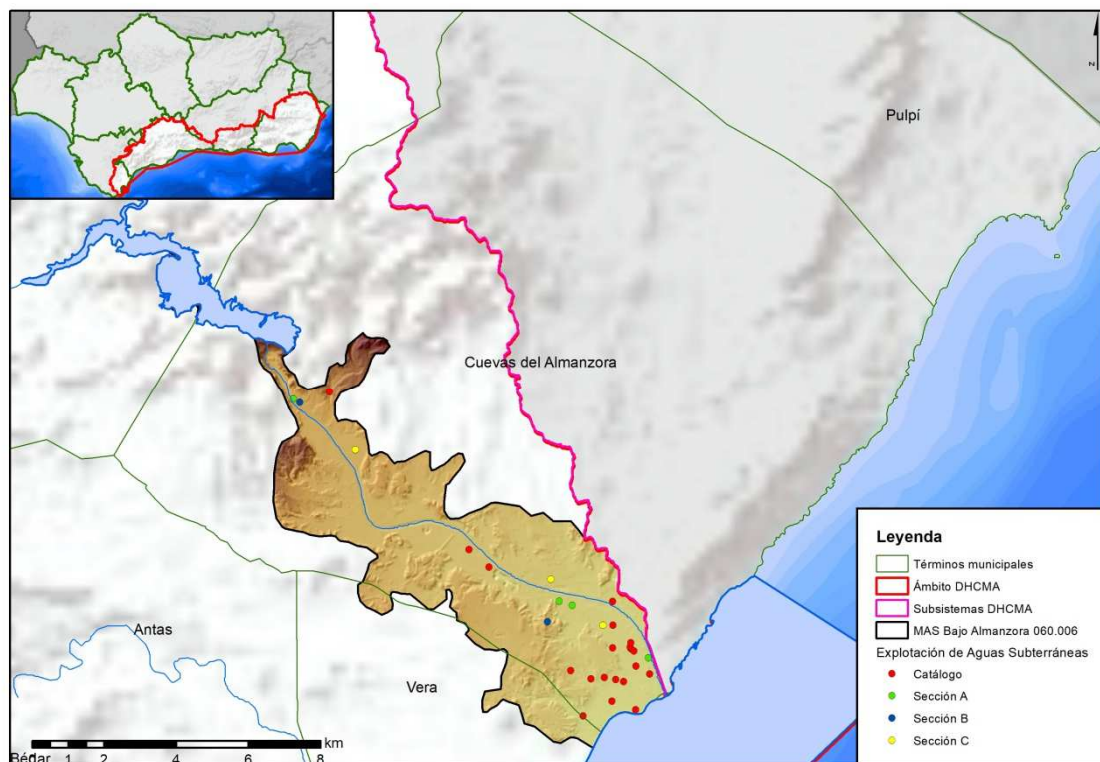 N
Pulpí
Cuevas del Almanzora
Antas
Vera
Bédar
1 2 4 6 8 km
Leyenda
Términos municipales
Ámbito DHCMA
Subsistemas DHCMA
MAS Bajo Almanzora 060.006
Explotación de Aguas Subterráneas
Catálogo
Sección A
Sección B
Sección C